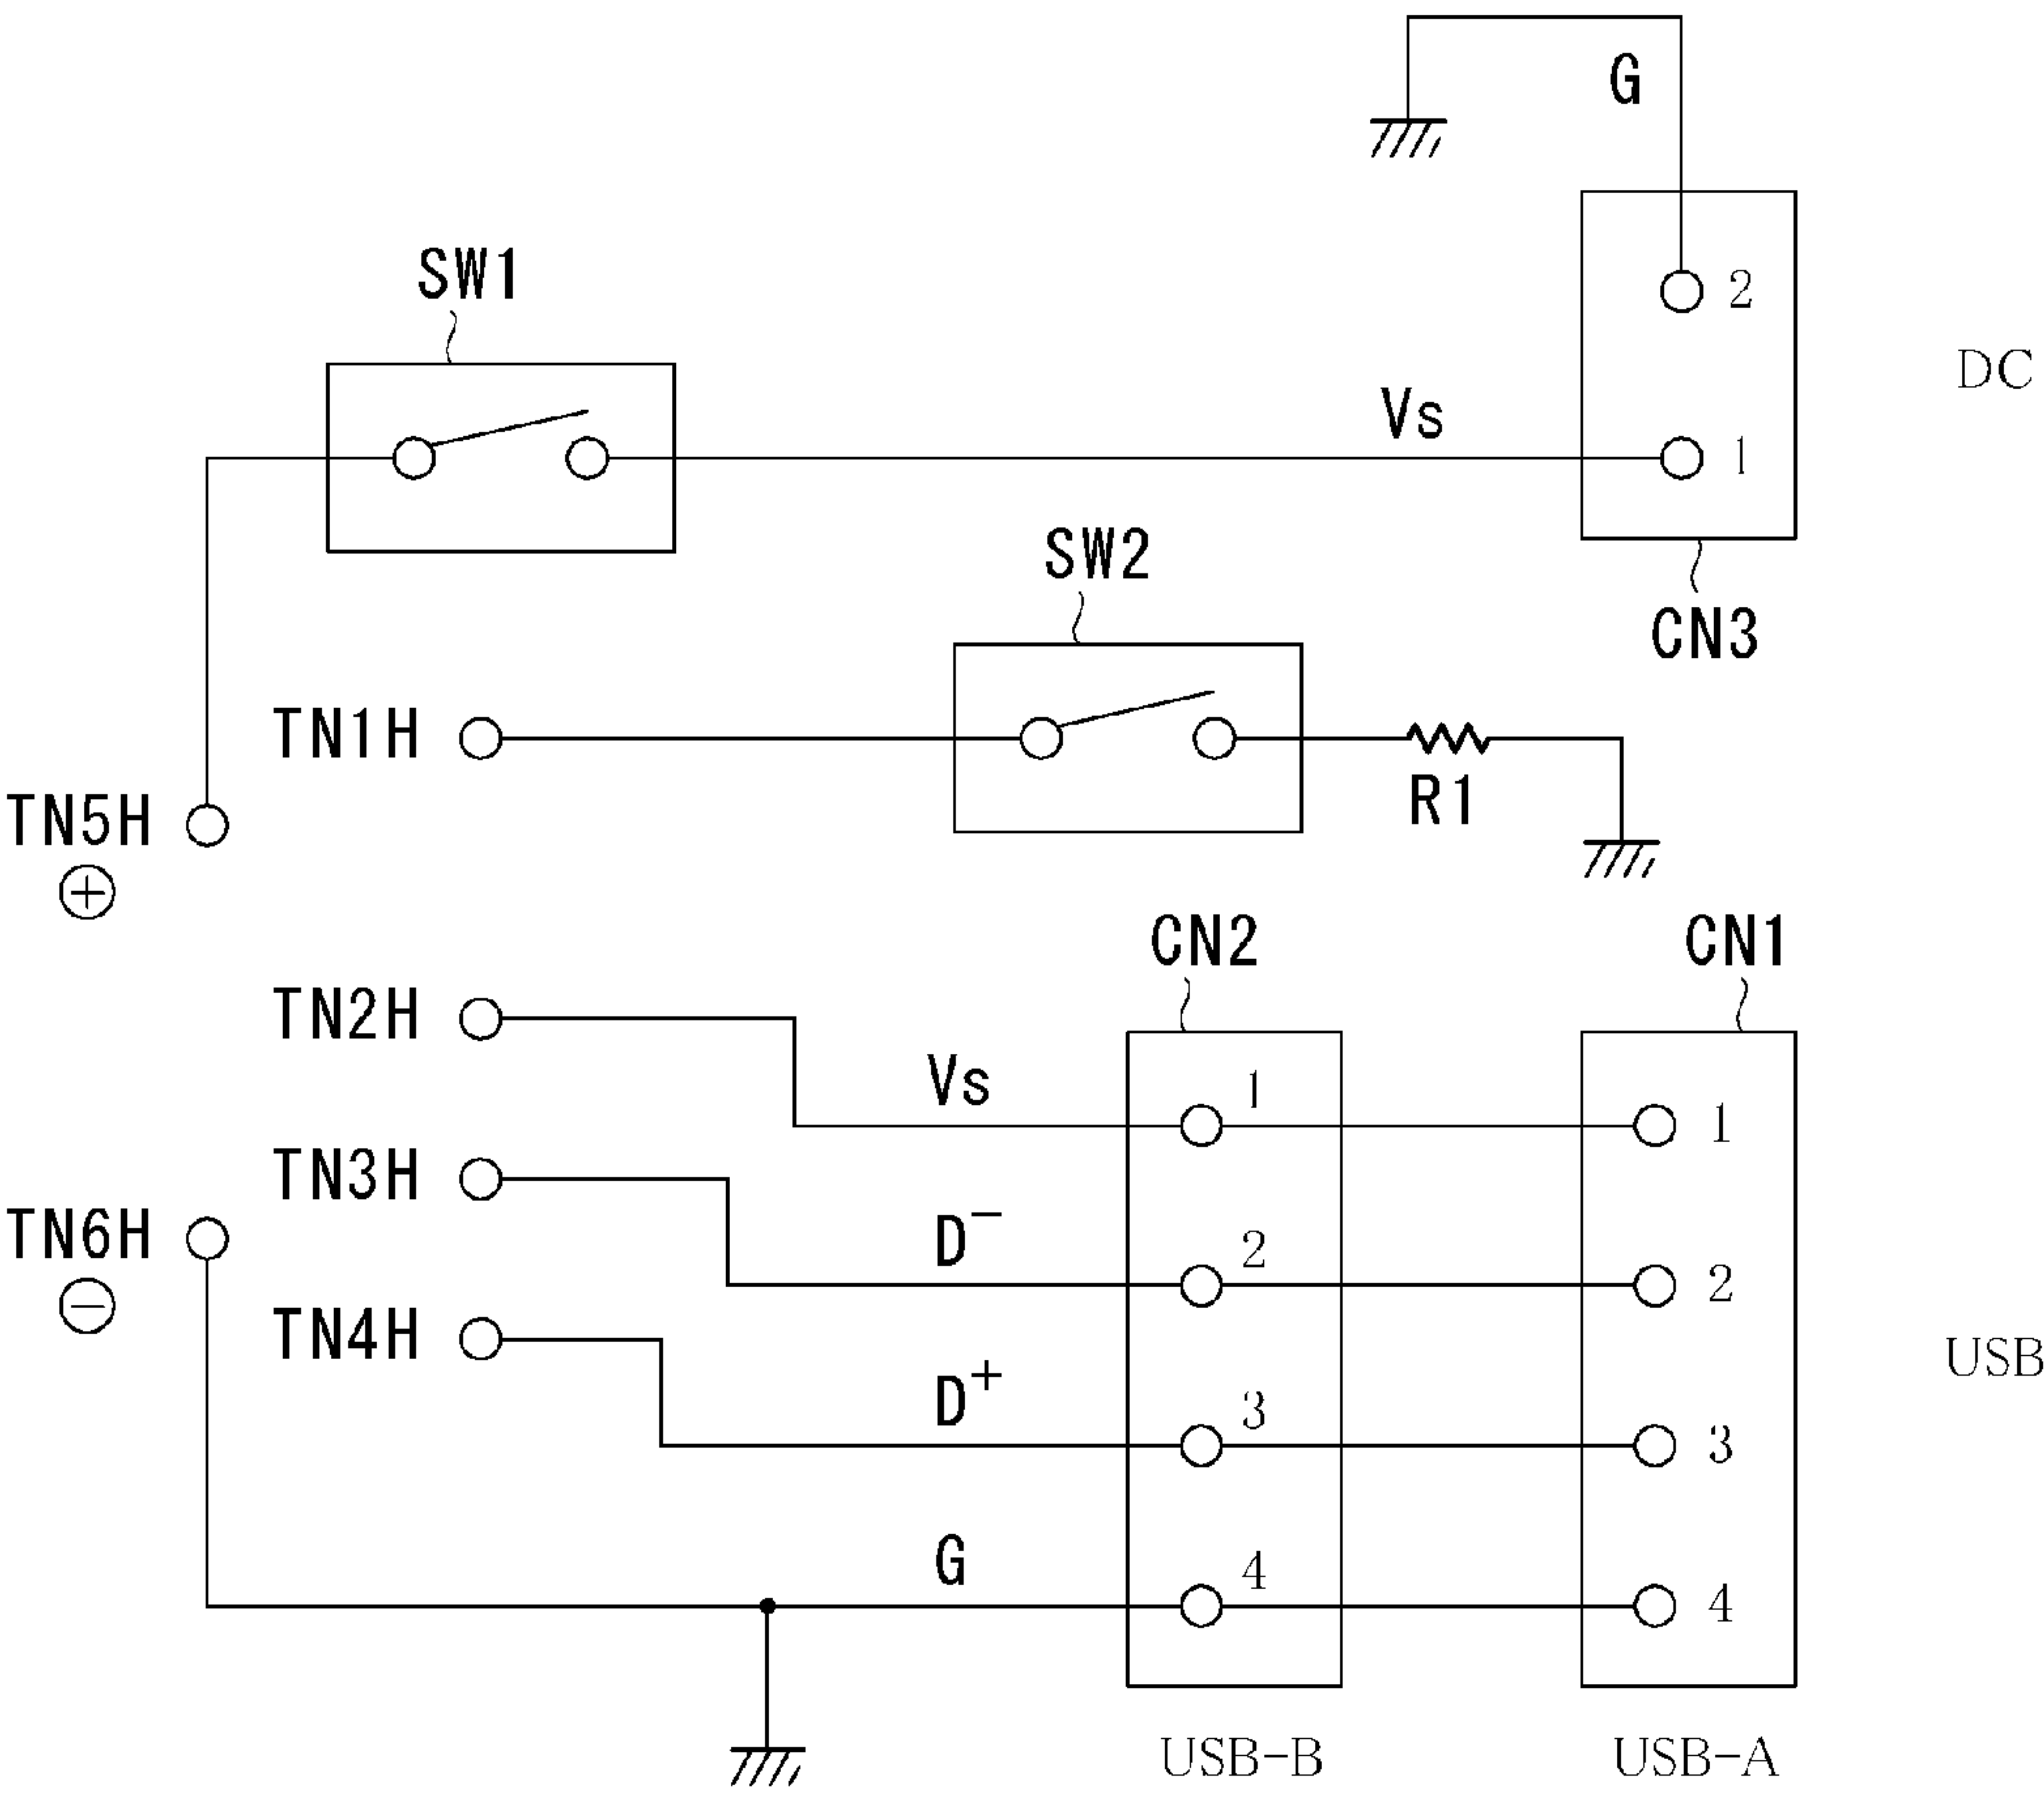 G
SW1
2
DC
Vs
1
SW2
CN3
TN1H
R1
TN5H
+
CN2
CN1
TN2H
1
Vs
1
TN3H
TN6H
D−
2
2
−
TN4H
USB
D+
3
3
G
4
4
USB-B
USB-A